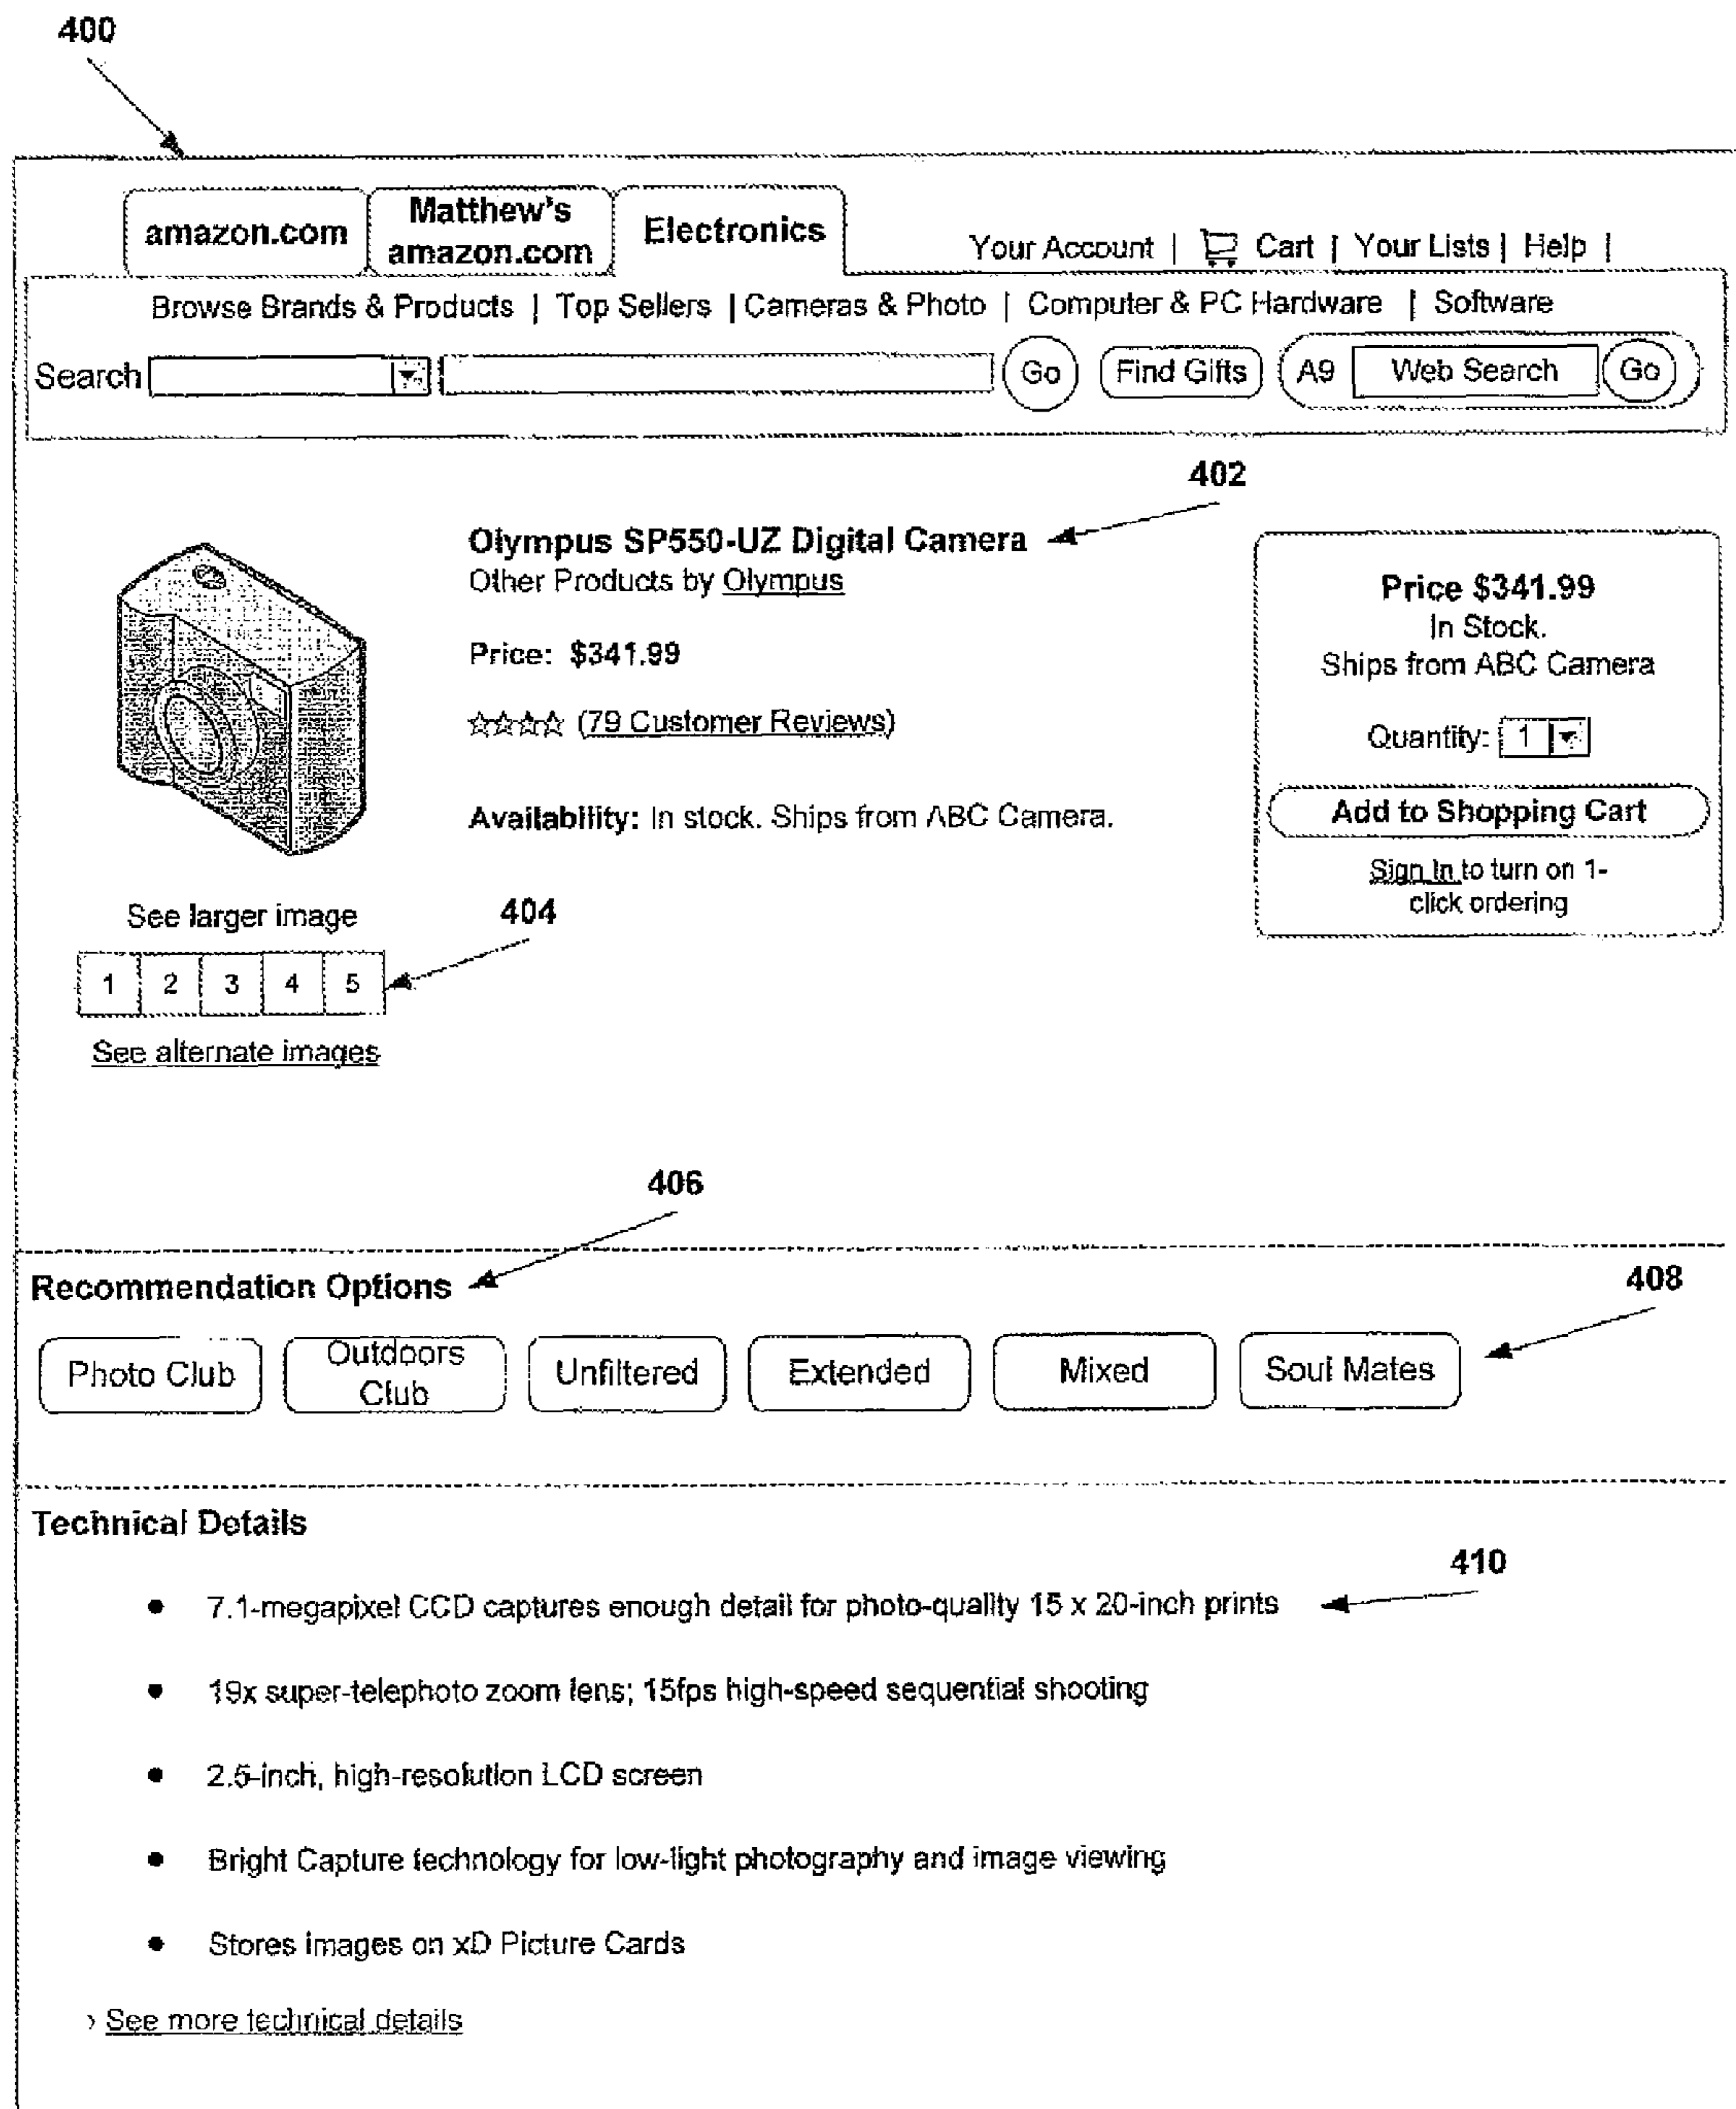 400
amazon.com
Matthew's
amazon.com
Electronics
Your Account | Cart | Your Lists | Help |
Browse Brands & Products | Top Sellers | Cameras & Photo | Computer & PC Hardware | Software
Search Go Find Gifts A9 Web Search Go
402
Olympus SP550-UZ Digital Camera
Other Products by Olympus
Price: $341.99
☆☆☆☆ (79 Customer Reviews)
Availability: In stock. Ships from ABC Camera.
Price $341.99
In Stock.
Ships from ABC Camera
Quantity: 1
Add to Shopping Cart
Sign In to turn on 1-
click ordering
See larger image
404
1 2 3 4 5
See alternate images
406
Recommendation Options
408
Photo Club
Outdoors
Club
Unfiltered
Extended
Mixed
Soul Mates
Technical Details
410
• 7.1-megapixel CCD captures enough detail for photo-quality 15 x 20-inch prints
• 19x super-telephoto zoom lens; 15fps high-speed sequential shooting
• 2.5-inch, high-resolution LCD screen
• Bright Capture technology for low-light photography and image viewing
• Stores images on xD Picture Cards
› See more technical details